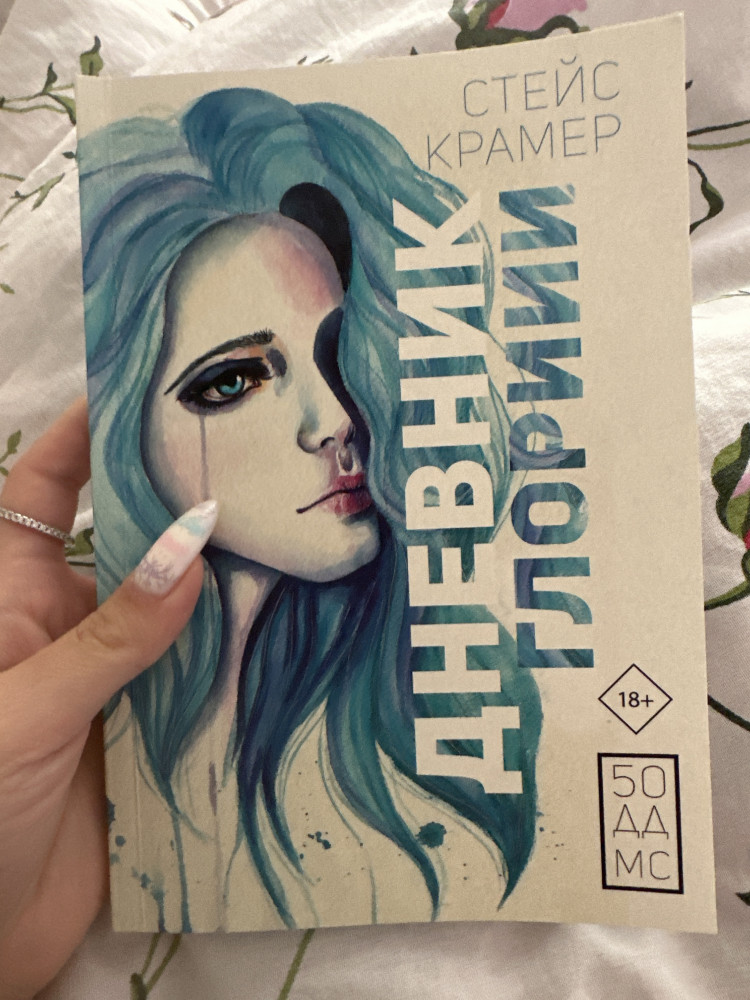 СТЕЙС
КРАМЕР
ДНЕВНИК
ГЛОРИИ
18+
50
ДД
МС